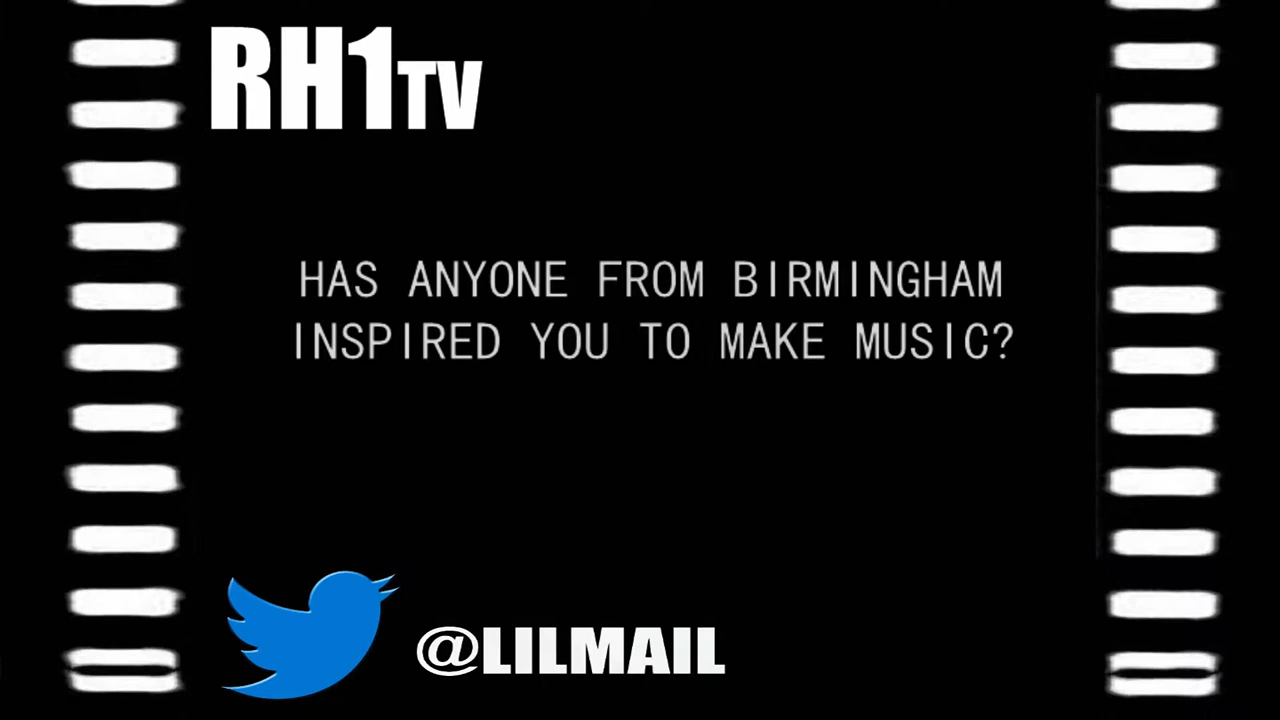 RH1TV
HAS ANYONE FROM BIRMINGHAM
INSPIRED YOU TO MAKE MUSIC?
@LILMAIL